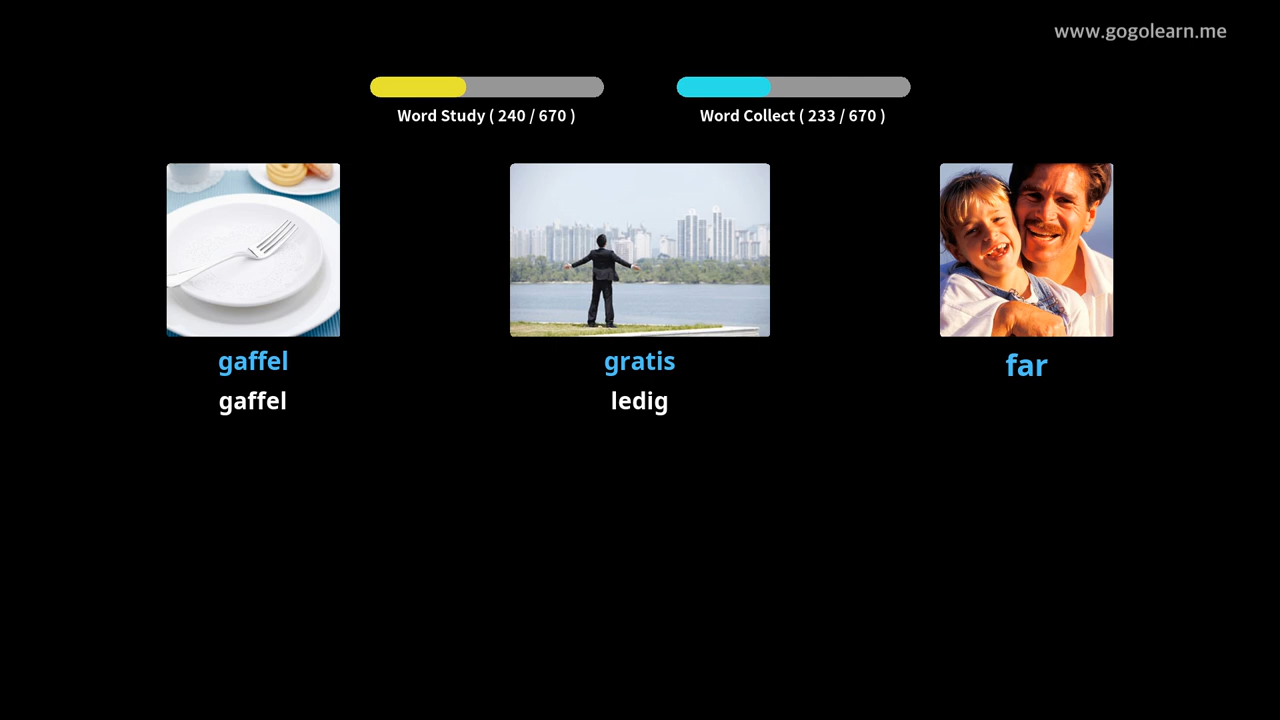 www.gogolearn.me
Word Study ( 240 / 670 )
Word Collect ( 233 / 670 )
gaffel
gratis
far
gaffel
ledig